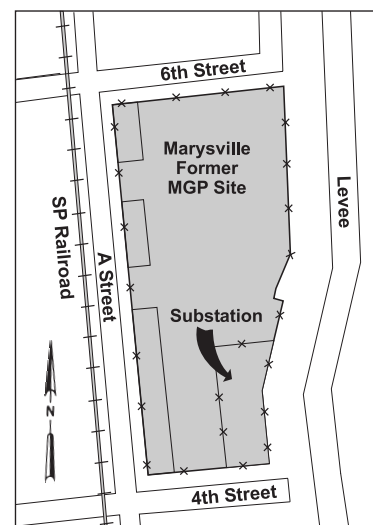 6th Street
Marysville
Former
MGP Site
Levee
SP Railroad
A Street
Substation
N
4th Street